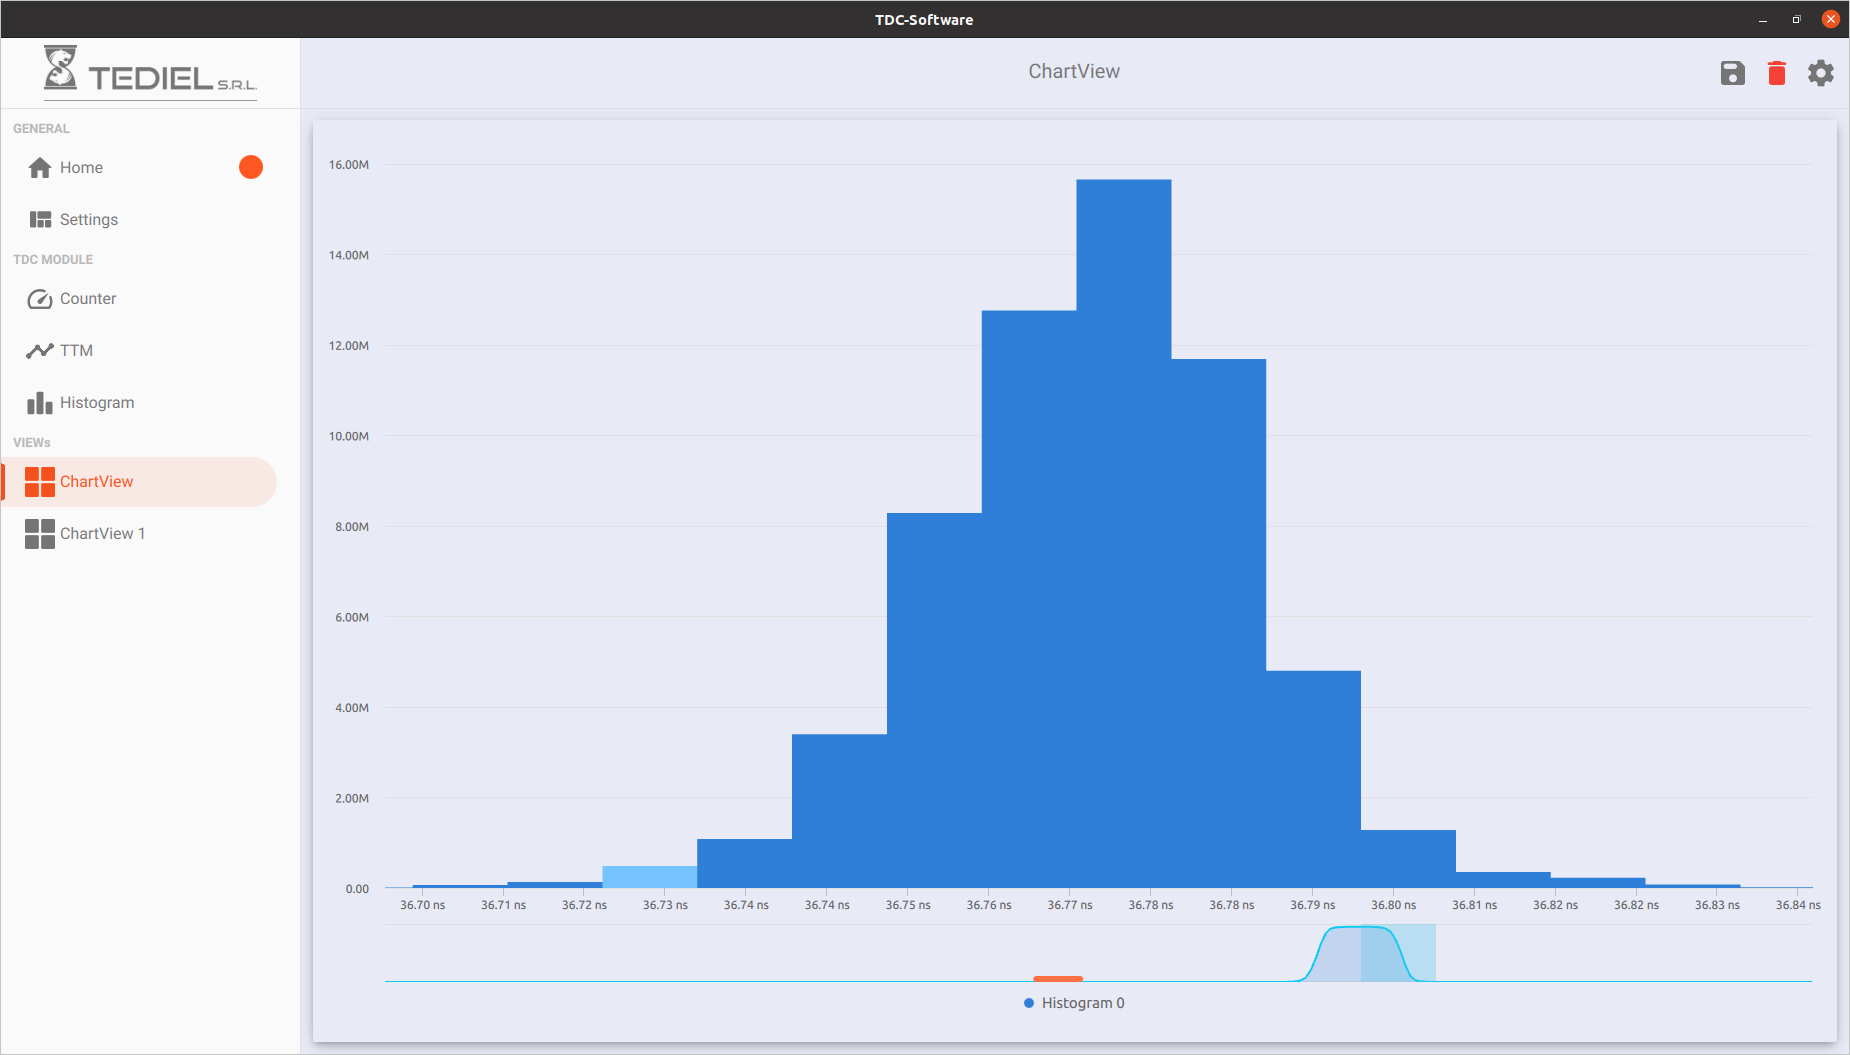 TDC-Software
TEDIEL S.R.L.
ChartView
GENERAL
Home
Settings
TDC MODULE
Counter
TTM
Histogram
VIEWs
ChartView
ChartView 1
16.00M
14.00M
12.00M
10.00M
8.00M
6.00M
4.00M
2.00M
0.00
36.70 ns 36.71 ns 36.72 ns 36.73 ns 36.74 ns 36.74 ns 36.75 ns 36.76 ns 36.77 ns 36.78 ns 36.78 ns 36.79 ns 36.80 ns 36.81 ns 36.82 ns 36.82 ns 36.83 ns 36.84 ns
Histogram 0